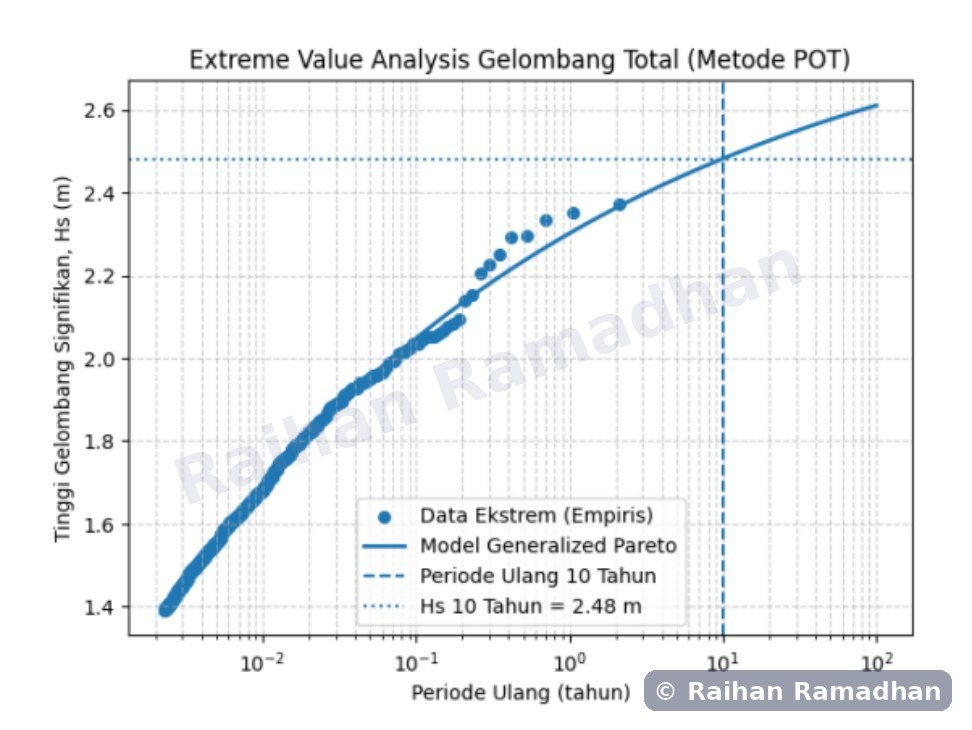 Extreme Value Analysis Gelombang Total (Metode POT)
Tinggi Gelombang Signifikan, Hs (m)
2.6
2.4
2.2
2.0
1.8
1.6
1.4
Raihan Ramadhan
Data Ekstrem (Empiris)
Model Generalized Pareto
Periode Ulang 10 Tahun
Hs 10 Tahun = 2.48 m
10⁻² 10⁻¹ 10⁰ 10¹ 10²
Periode Ulang (tahun)
© Raihan Ramadhan